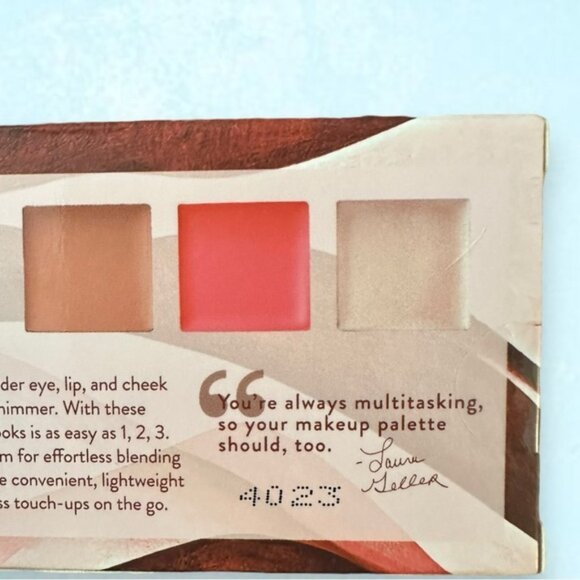 der eye, lip, and cheek
himmer. With these
ooks is as easy as 1, 2, 3.
m for effortless blending
e convenient, lightweight
ss touch-ups on the go.
“You're always multitasking,
so your makeup palette
should, too.
-Laura
Geller
4023